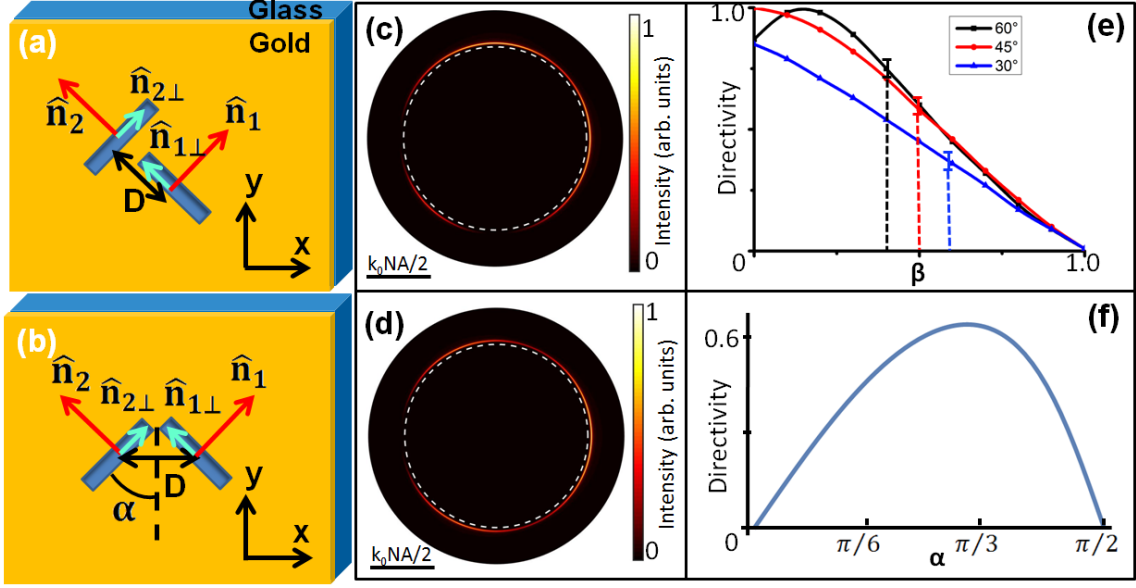 Glass
(a) Gold
n̂₂ n̂₂⊥
n̂₁
n̂₁⊥
D
y
x
(b)
n̂₂ n̂₂⊥ n̂₁⊥ n̂₁
D
α
y
x
(c)
1
Intensity (arb. units)
0
k₀NA/2
(d)
1
Intensity (arb. units)
0
k₀NA/2
(e)
1.0
60°
45°
30°
Directivity
0 β 1.0
(f)
0.6
Directivity
0 π/6 α π/3 π/2